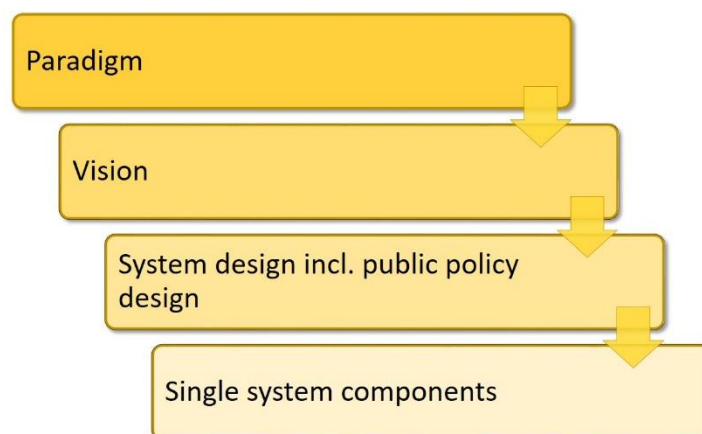 Paradigm
Vision
System design incl. public policy
design
Single system components